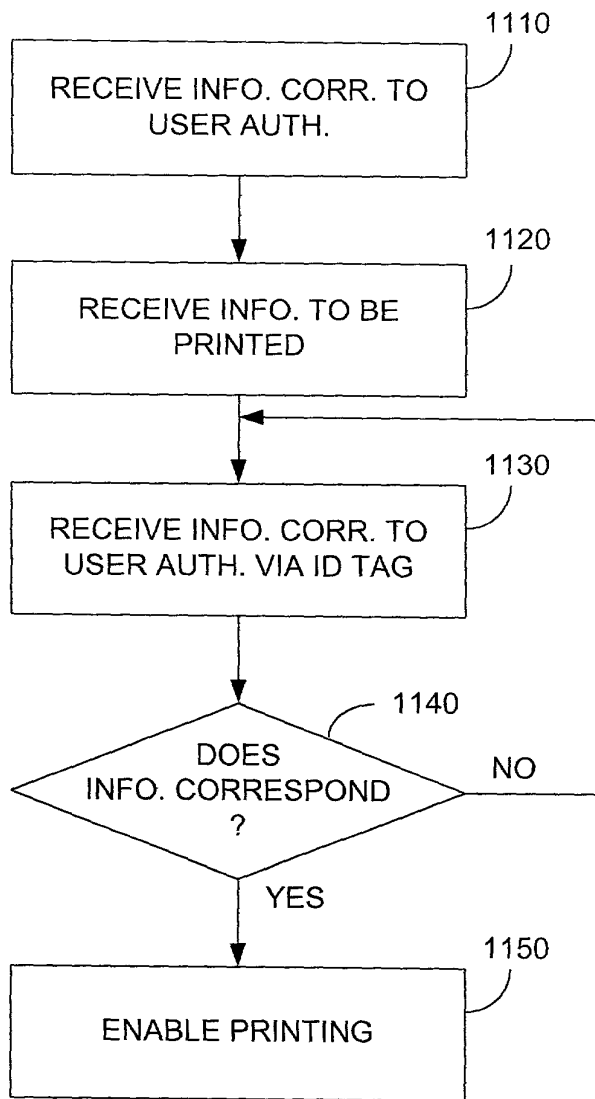 1110
RECEIVE INFO. CORR. TO
USER AUTH.
1120
RECEIVE INFO. TO BE
PRINTED
1130
RECEIVE INFO. CORR. TO
USER AUTH. VIA ID TAG
1140
DOES
INFO. CORRESPOND
?
NO
YES
1150
ENABLE PRINTING